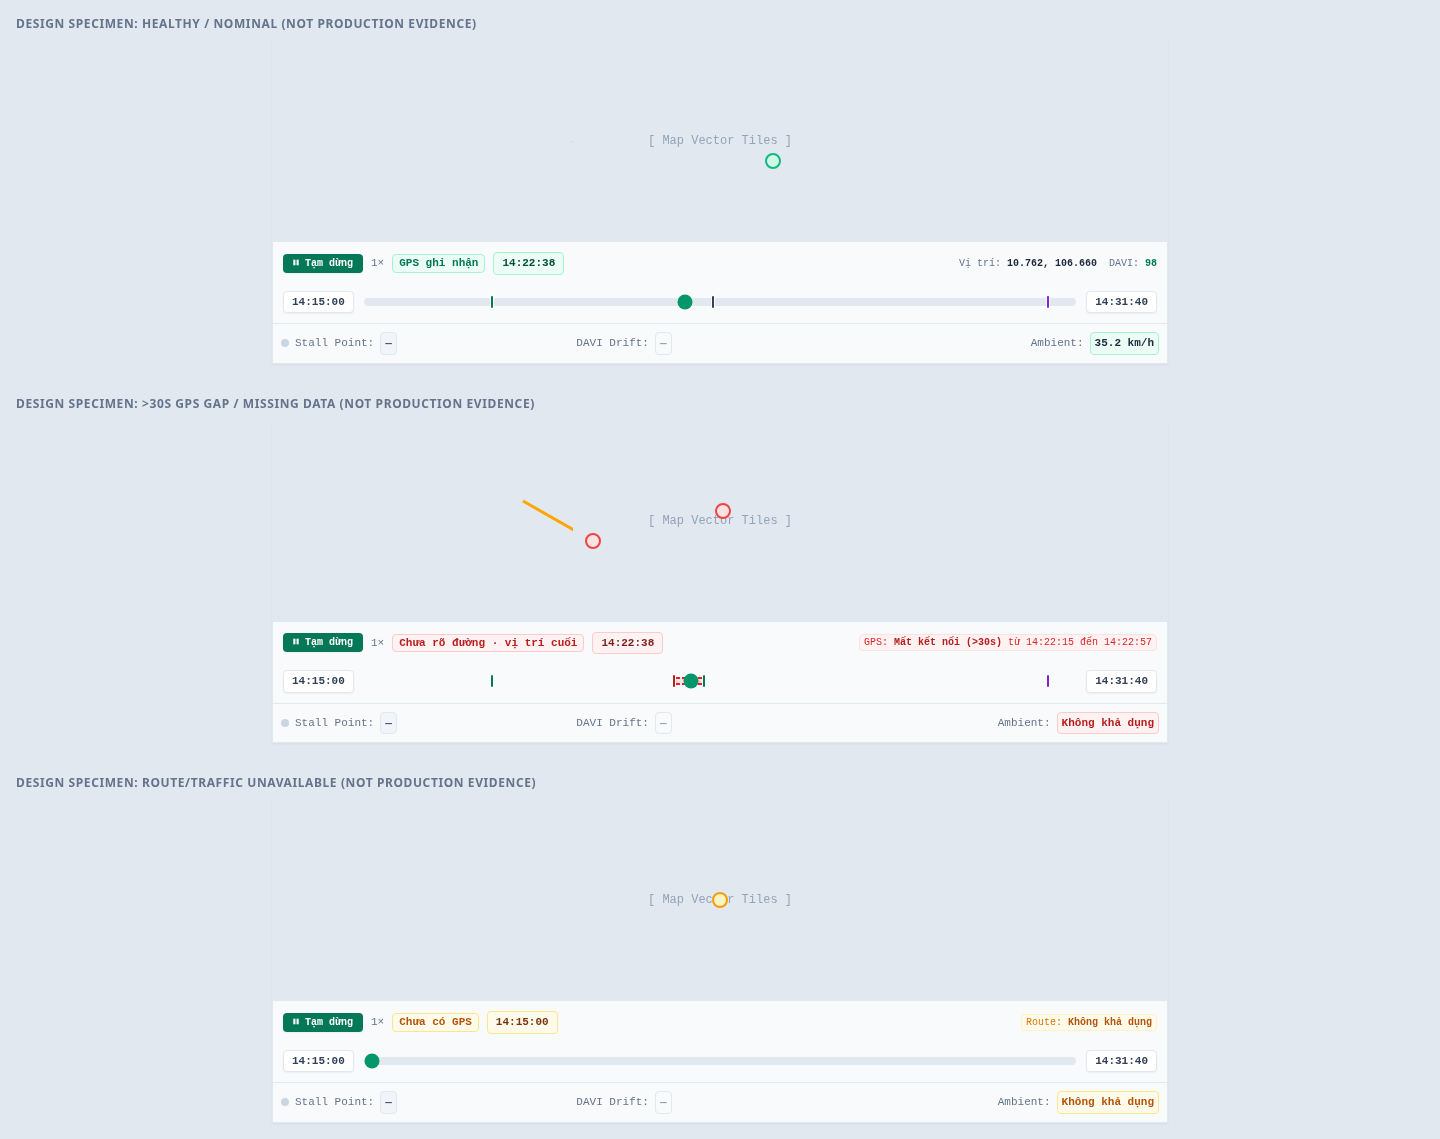 DESIGN SPECIMEN: HEALTHY / NOMINAL (NOT PRODUCTION EVIDENCE)
[ Map Vector Tiles ]
Tạm dừng 1× GPS ghi nhận 14:22:38 Vị trí: 10.762, 106.660 DAVI: 98
14:15:00 14:31:40
Stall Point: — DAVI Drift: — Ambient: 35.2 km/h
DESIGN SPECIMEN: >30S GPS GAP / MISSING DATA (NOT PRODUCTION EVIDENCE)
[ Map Vector Tiles ]
Tạm dừng 1× Chưa rõ đường · vị trí cuối 14:22:38 GPS: Mất kết nối (>30s) từ 14:22:15 đến 14:22:57
14:15:00 14:31:40
Stall Point: — DAVI Drift: — Ambient: Không khả dụng
DESIGN SPECIMEN: ROUTE/TRAFFIC UNAVAILABLE (NOT PRODUCTION EVIDENCE)
[ Map Vector Tiles ]
Tạm dừng 1× Chưa có GPS 14:15:00 Route: Không khả dụng
14:15:00 14:31:40
Stall Point: — DAVI Drift: — Ambient: Không khả dụng